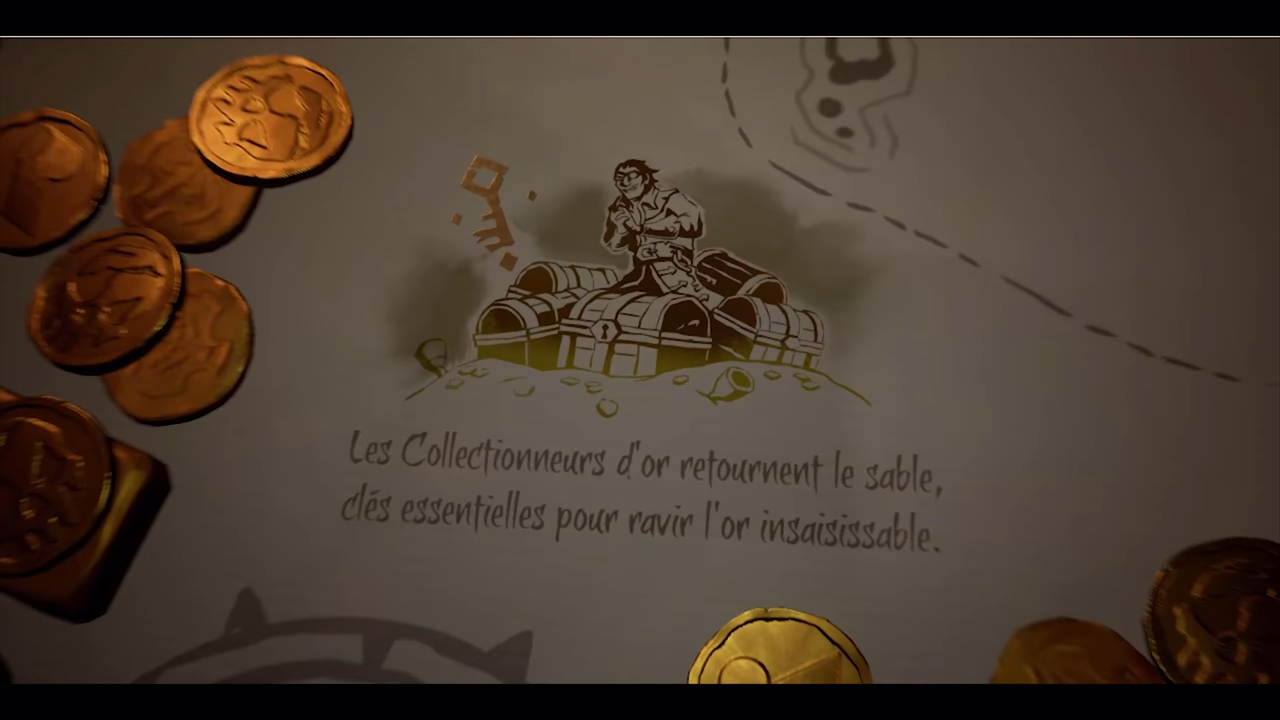 Les Collectionneurs d'or retournent le sable,
clés essentielles pour ravir l'or insaisissable.